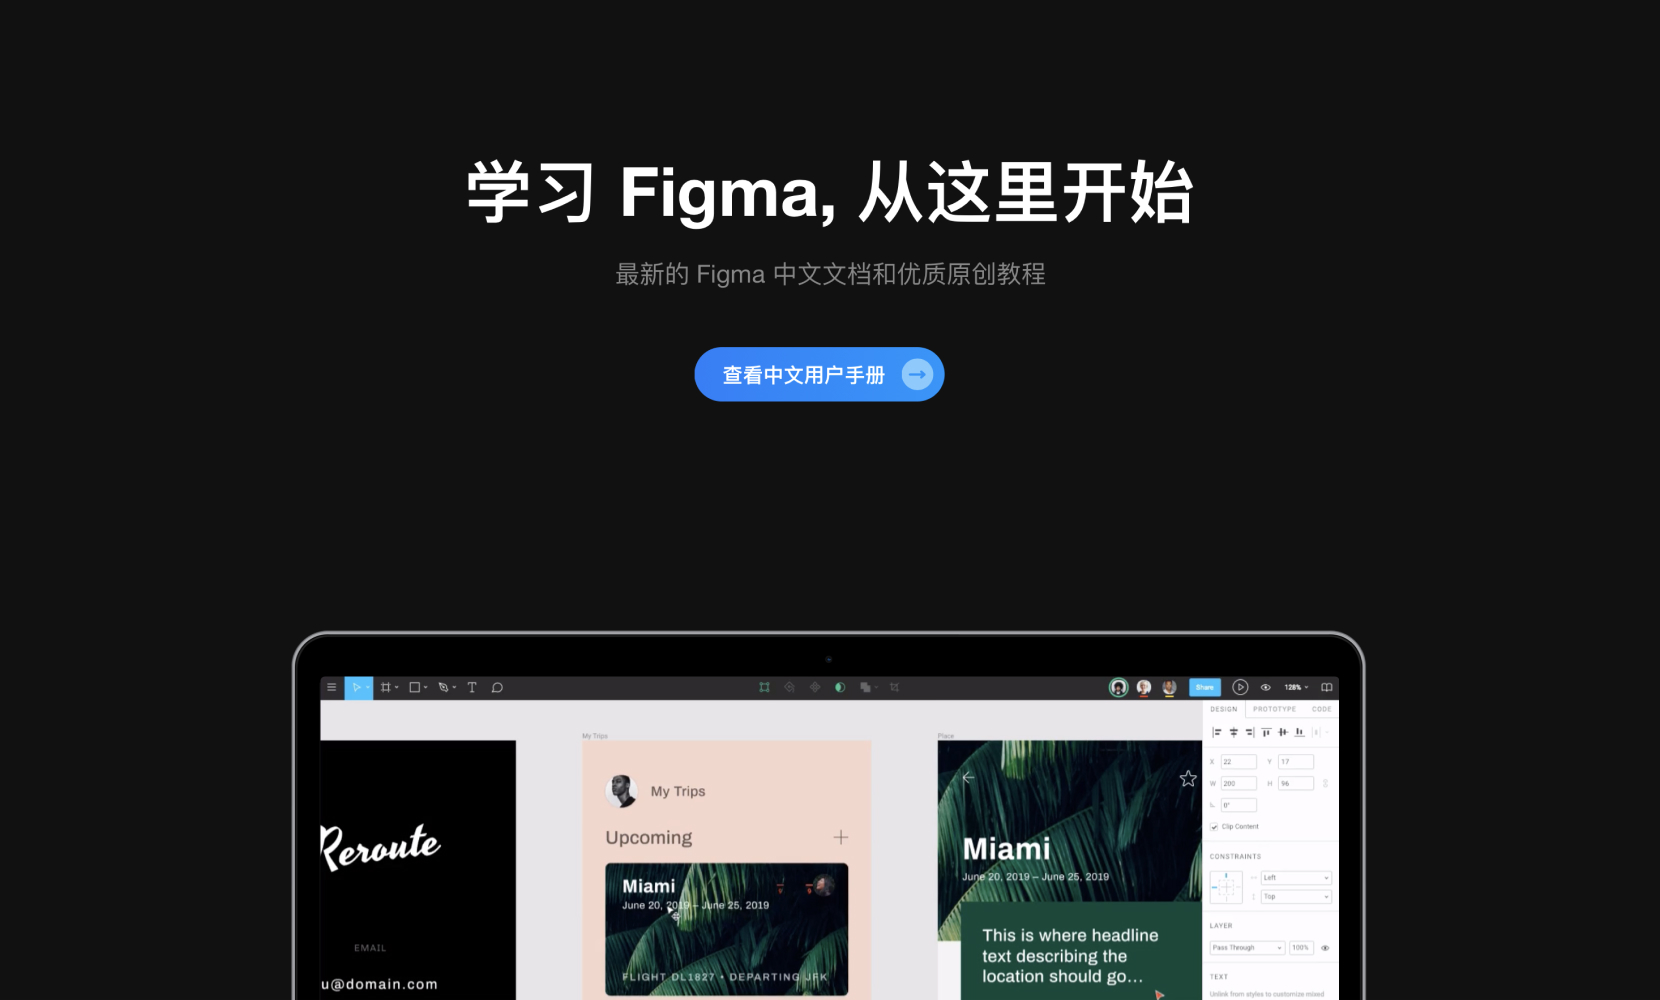 学习 Figma, 从这里开始
最新的 Figma 中文文档和优质原创教程
查看中文用户手册
Share
128%
DESIGN PROTOTYPE CODE
My Trips
Place
X 22 Y 17
W 200 H 96
0°
Clip Content
CONSTRAINTS
Left
Top
LAYER
Pass Through 100%
TEXT
Unlink from styles to customize mixed
Reroute
EMAIL
u@domain.com
My Trips
Upcoming
Miami
June 20, 2019 – June 25, 2019
FLIGHT DL1827 • DEPARTING JFK
Miami
June 20, 2019 – June 25, 2019
This is where headline
text describing the
location should go...